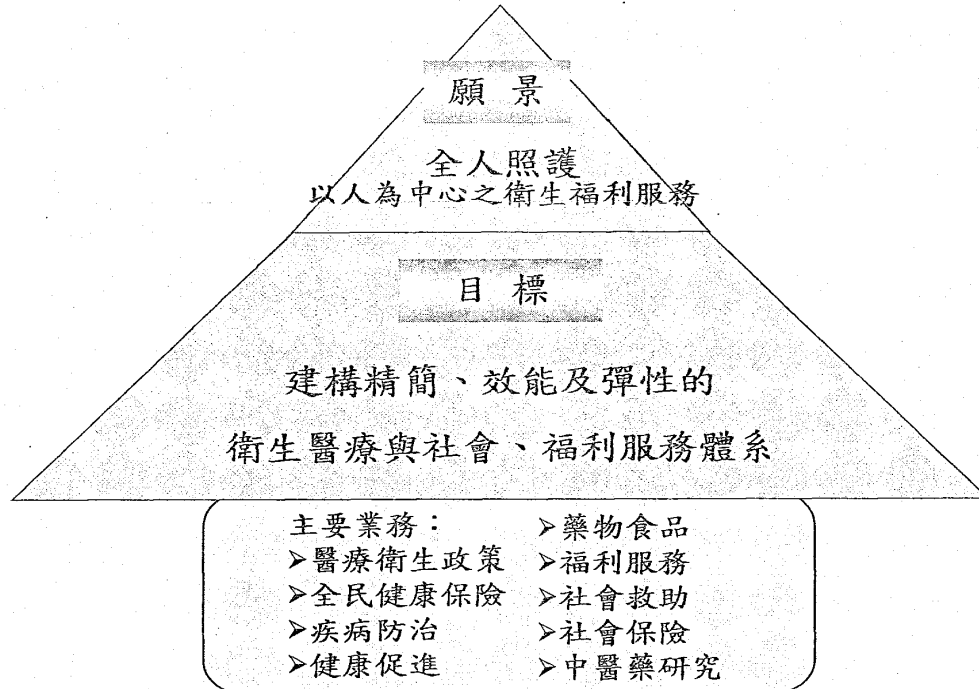 願景
全人照護
以人為中心之衛生福利服務
目標
建構精簡、效能及彈性的
衛生醫療與社會、福利服務體系
主要業務：
➢醫療衛生政策
➢全民健康保險
➢疾病防治
➢健康促進
➢藥物食品
➢福利服務
➢社會救助
➢社會保險
➢中醫藥研究